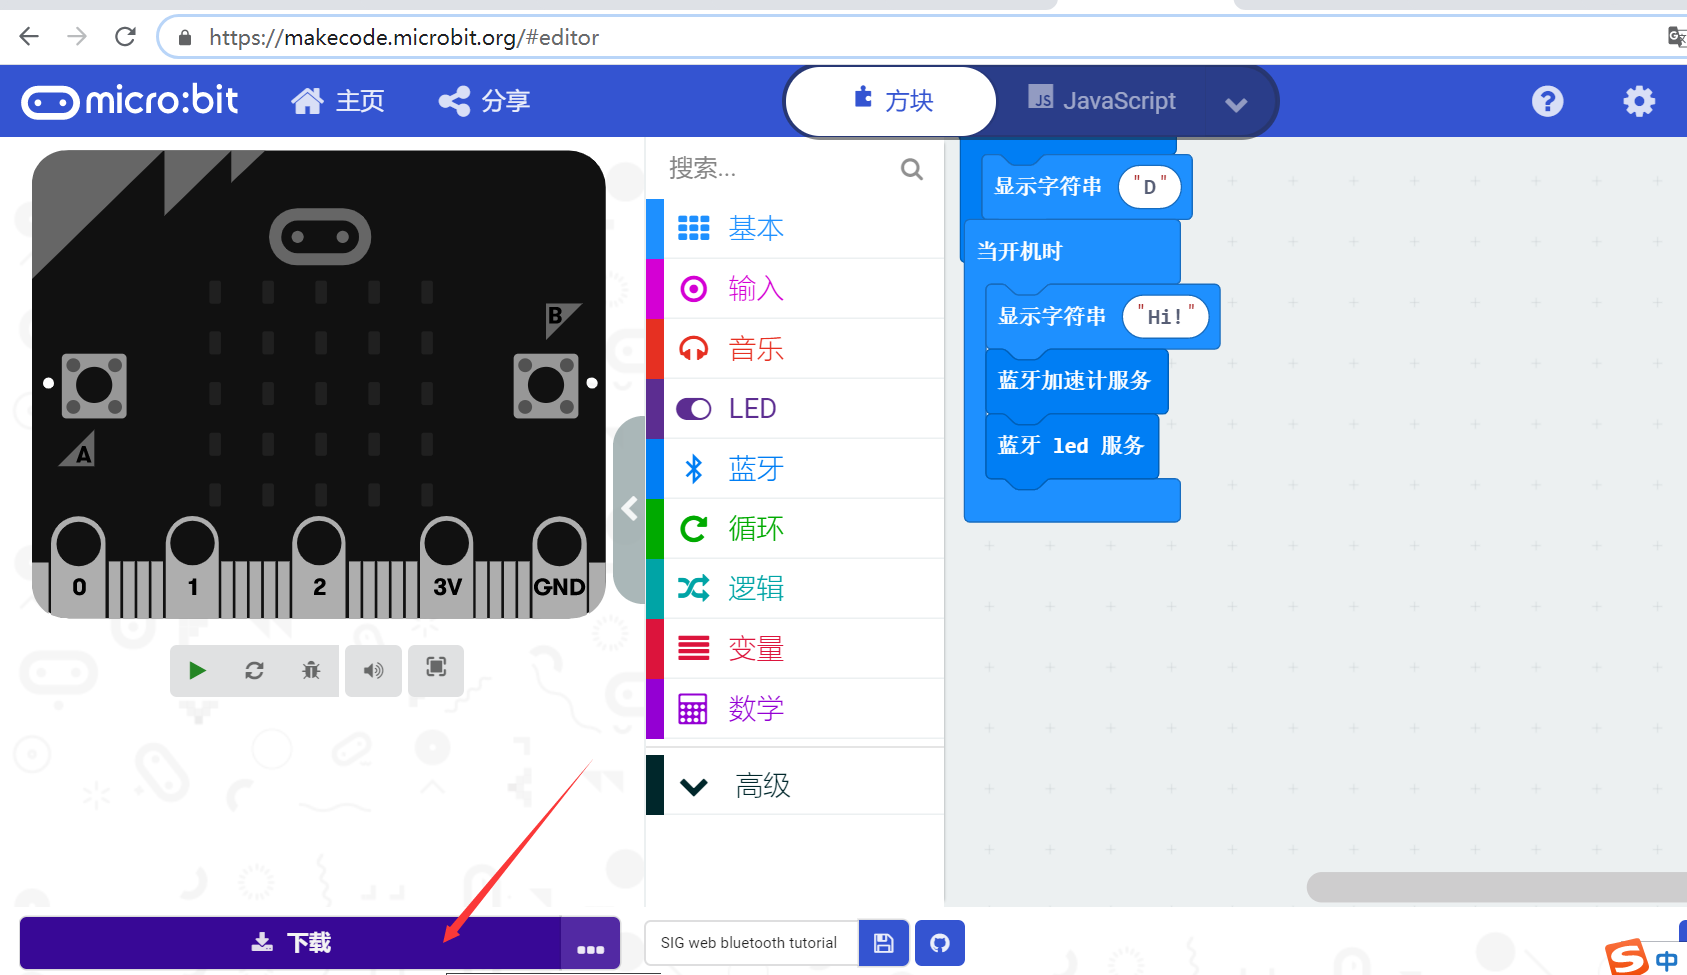 https://makecode.microbit.org/#editor
micro:bit
主页
分享
方块
JS
JavaScript
搜索...
基本
输入
音乐
LED
蓝牙
循环
逻辑
变量
数学
高级
B
A
0
1
2
3V
GND
显示字符串 "D"
当开机时
显示字符串 "Hi!"
蓝牙加速计服务
蓝牙 led 服务
下载
...
SIG web bluetooth tutorial
S
中